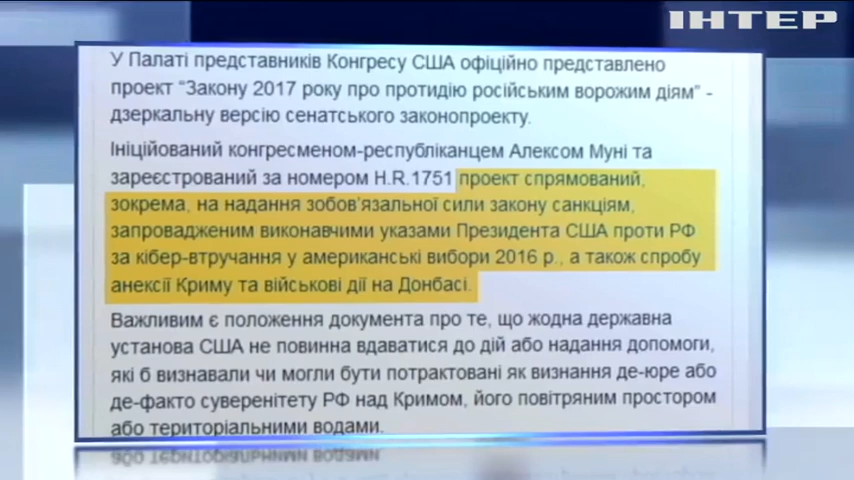 ІНТЕР
У Палаті представників Конгресу США офіційно представлено
проект “Закону 2017 року про протидію російським ворожим діям” -
дзеркальну версію сенатського законопроекту.
Ініційований конгресменом-республіканцем Алексом Муні та
зареєстрований за номером H.R.1751 проект спрямований,
зокрема, на надання зобов’язальної сили закону санкціям,
запровадженим виконавчими указами Президента США проти РФ
за кібер-втручання у американські вибори 2016 р., а також спробу
анексії Криму та військові дії на Донбасі.
Важливим є положення документа про те, що жодна державна
установа США не повинна вдаватися до дій або надання допомоги,
які б визнавали чи могли бути потрактовані як визнання де-юре або
де-факто суверенітету РФ над Кримом, його повітряним простором
або територіальними водами.